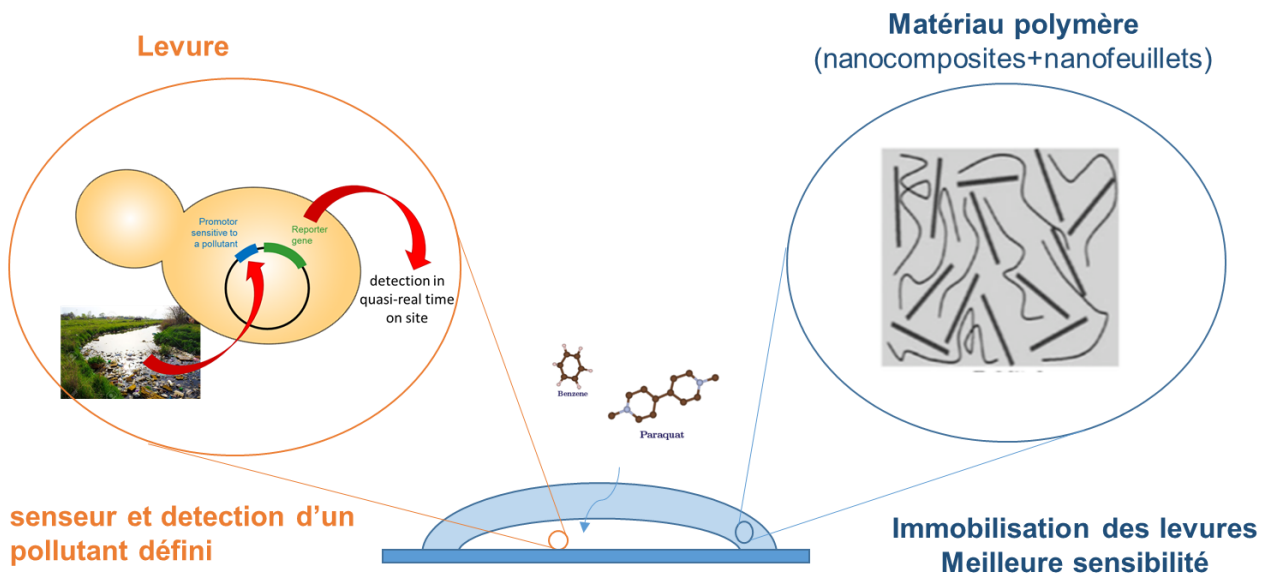 Levure
Matériau polymère
(nanocomposites+nanofeuillets)
Promotor
sensitive to
a pollutant
Reporter
gene
detection in
quasi-real time
on site
Benzene
Paraquat
senseur et detection d'un
pollutant défini
Immobilisation des levures
Meilleure sensibilité